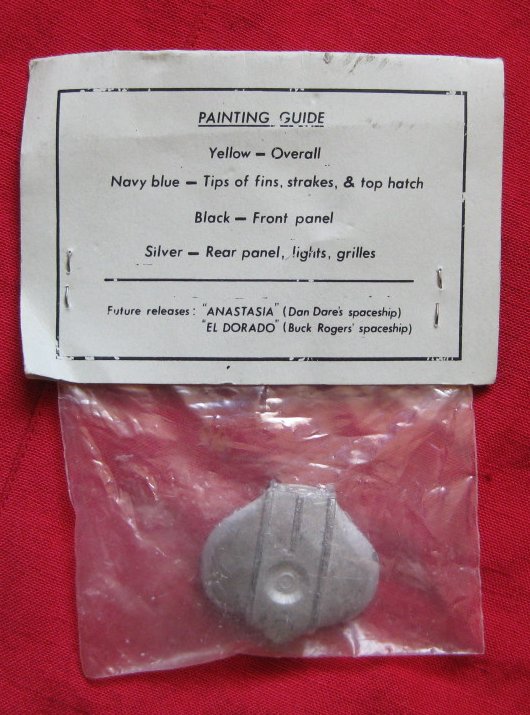 PAINTING GUIDE
Yellow — Overall
Navy blue — Tips of fins, strakes, & top hatch
Black — Front panel
Silver — Rear panel, lights, grilles
Future releases: "ANASTASIA" (Dan Dare's spaceship)
"EL DORADO" (Buck Rogers' spaceship)